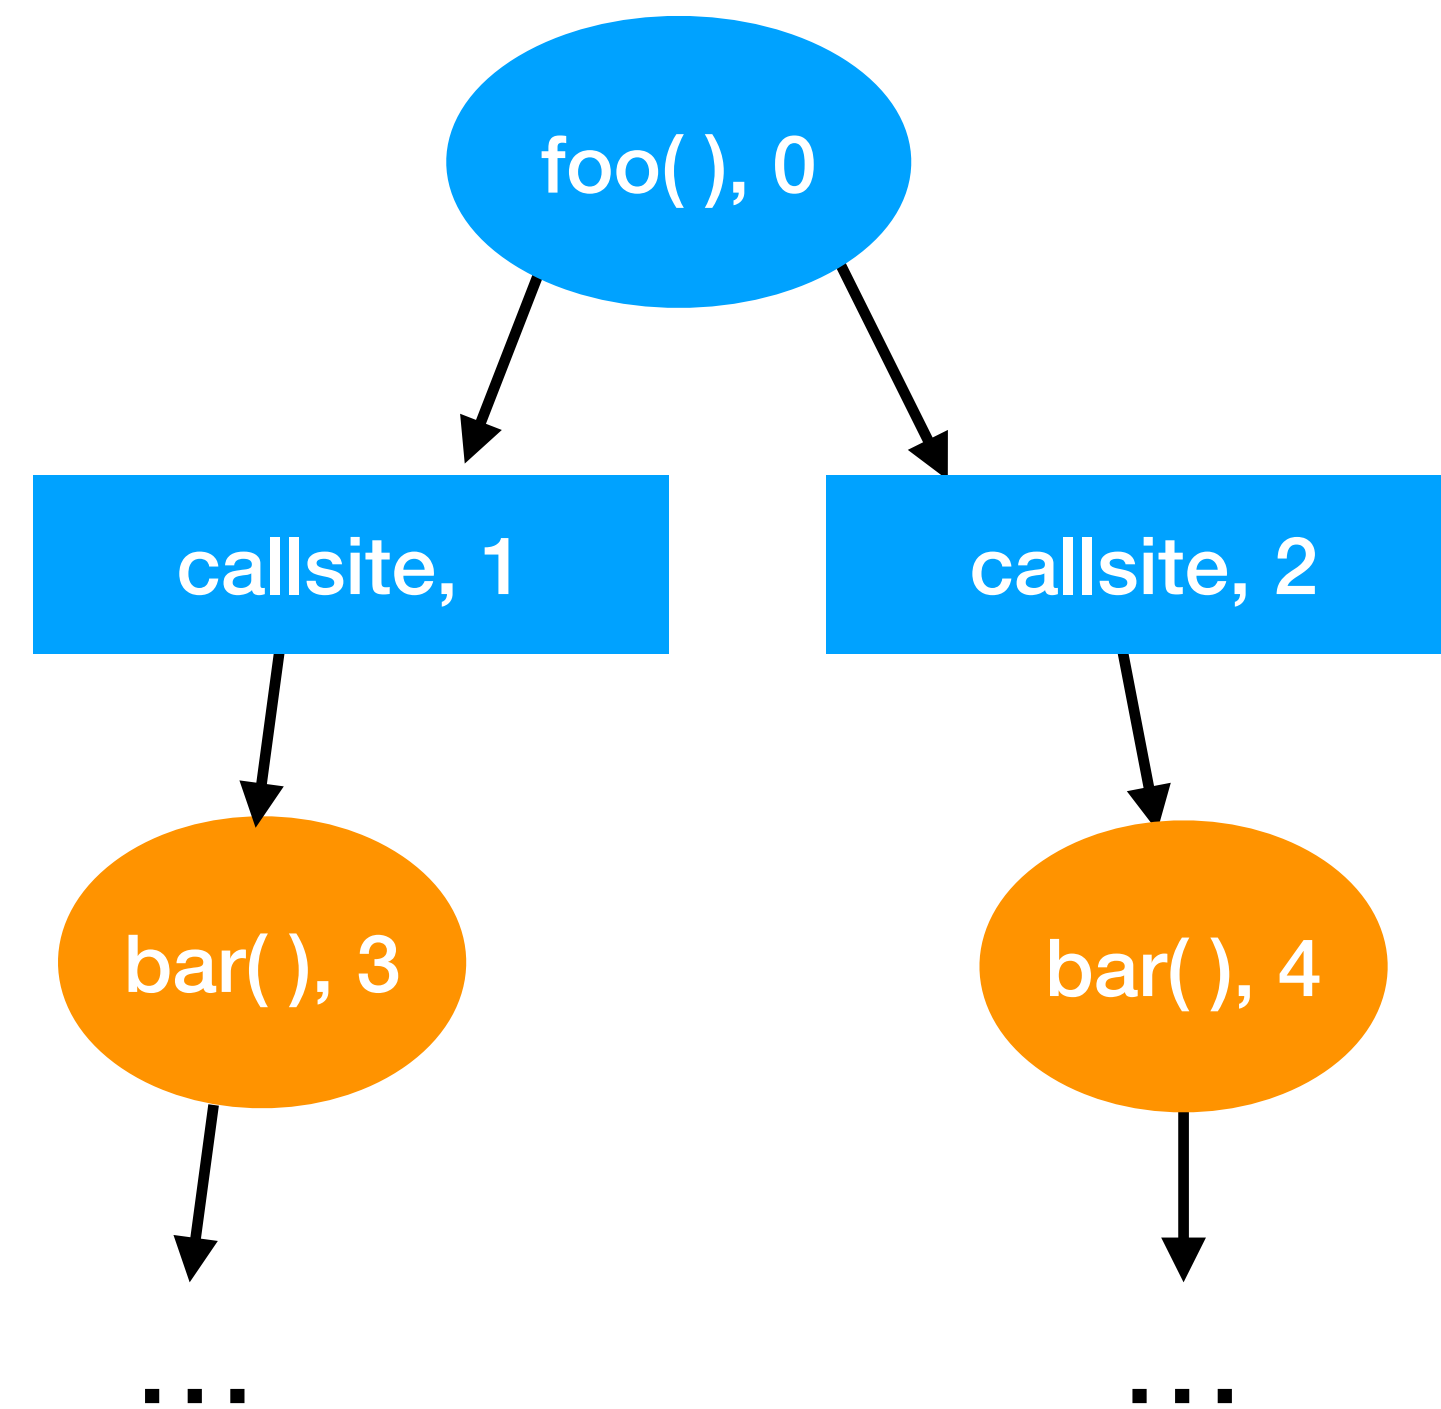 foo( ), 0
callsite, 1
callsite, 2
bar( ), 3
bar( ), 4
...
...